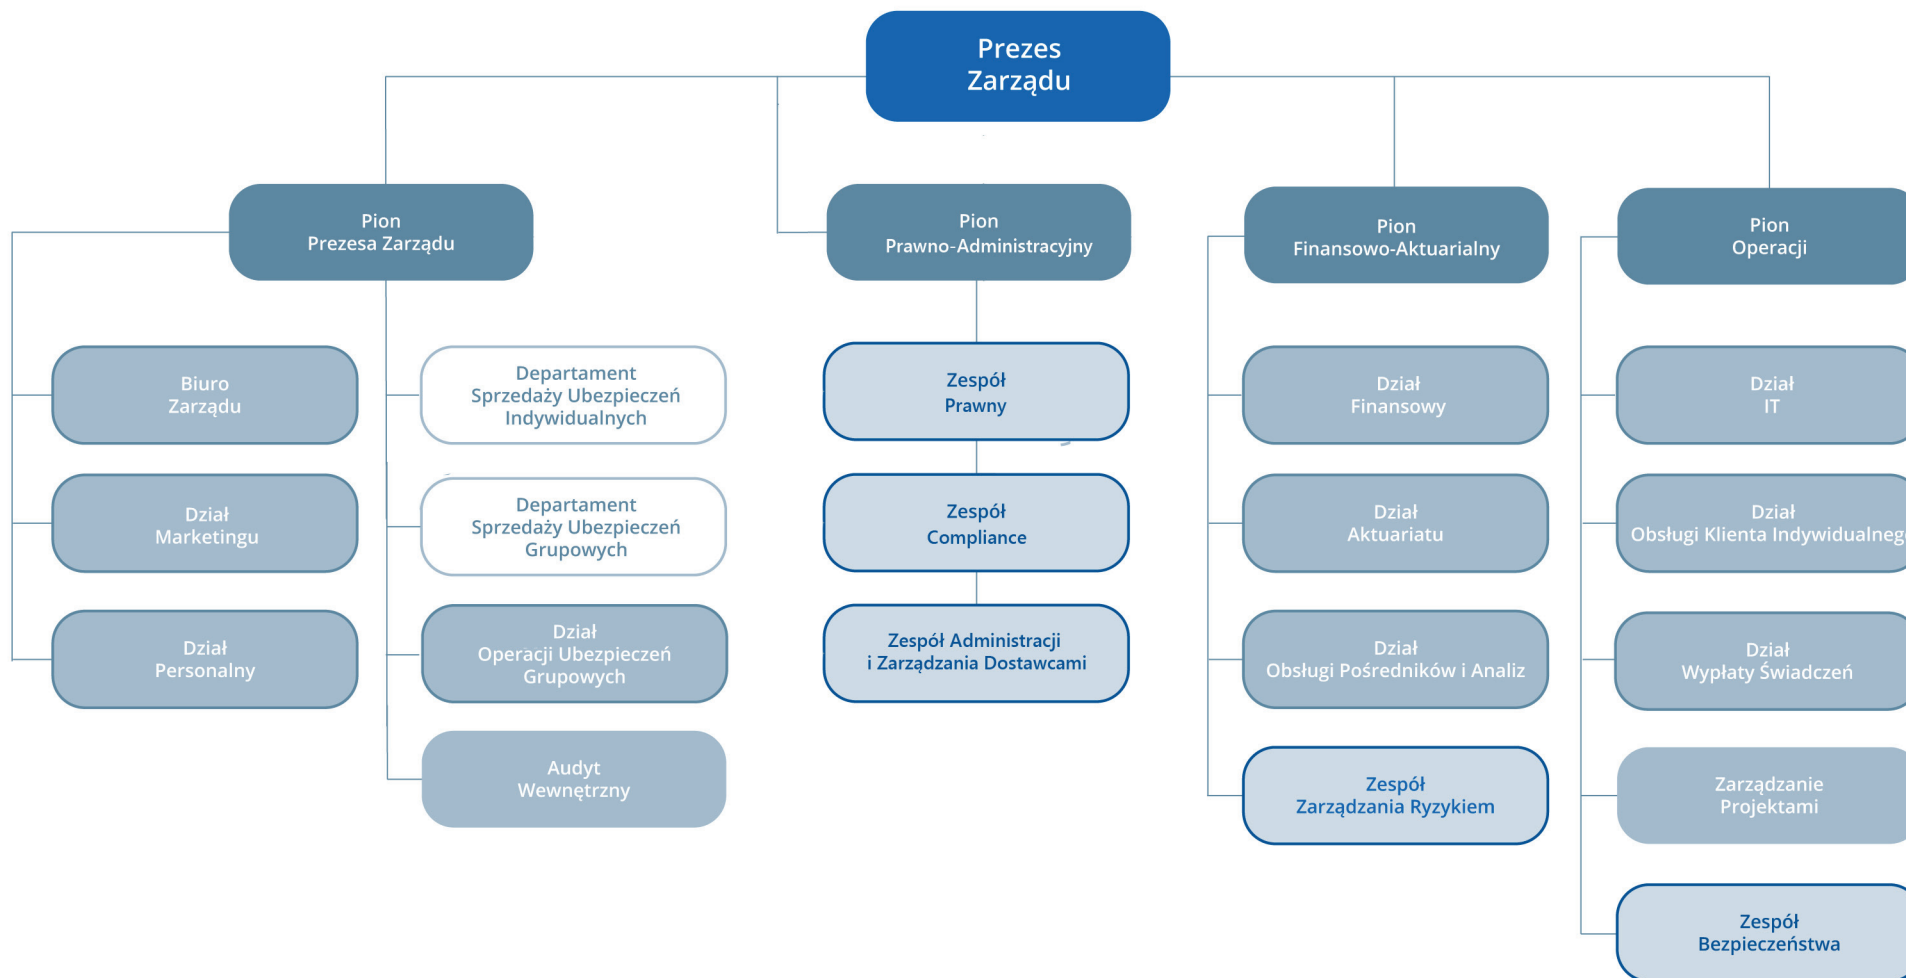 Prezes
Zarządu
Pion
Prezesa Zarządu
Pion
Prawno-Administracyjny
Pion
Finansowo-Aktuarialny
Pion
Operacji
Biuro
Zarządu
Dział
Marketingu
Dział
Personalny
Departament
Sprzedaży Ubezpieczeń
Indywidualnych
Departament
Sprzedaży Ubezpieczeń
Grupowych
Dział
Operacji Ubezpieczeń
Grupowych
Audyt
Wewnętrzny
Zespół
Prawny
Zespół
Compliance
Zespół Administracji
i Zarządzania Dostawcami
Dział
Finansowy
Dział
Aktuariatu
Dział
Obsługi Pośredników i Analiz
Zespół
Zarządzania Ryzykiem
Dział
IT
Dział
Obsługi Klienta Indywidualnego
Dział
Wypłaty Świadczeń
Zarządzanie
Projektami
Zespół
Bezpieczeństwa